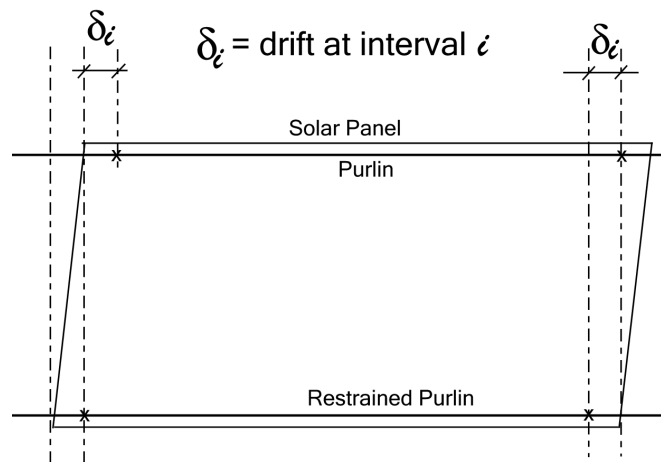 δi
δi = drift at interval i
δi
Solar Panel
Purlin
Restrained Purlin